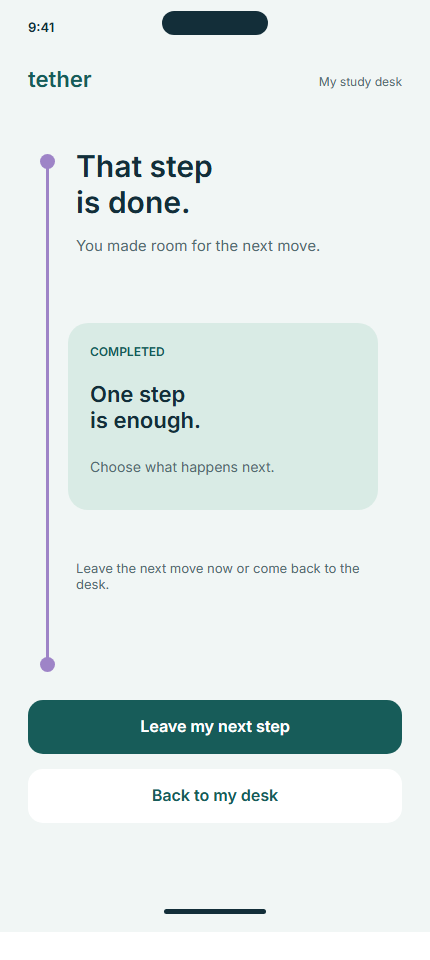 9:41
tether
My study desk
That step
is done.
You made room for the next move.
COMPLETED
One step
is enough.
Choose what happens next.
Leave the next move now or come back to the
desk.
Leave my next step
Back to my desk